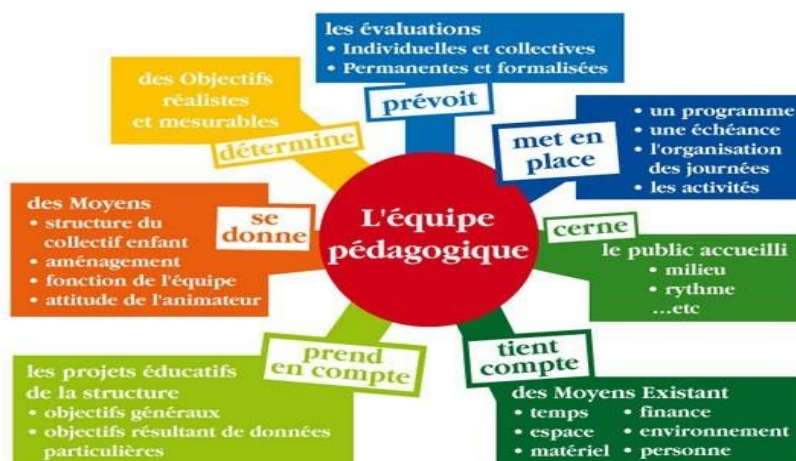 les évaluations
• Individuelles et collectives
• Permanentes et formalisées
prévoit
des Objectifs
réalistes
et mesurables
détermine
met en
place
• un programme
• une échéance
• l'organisation
des journées
• les activités
des Moyens
• structure du
collectif enfant
• aménagement
• fonction de l'équipe
• attitude de l'animateur
se
donne
L'équipe
pédagogique
cerne
le public accueilli
• milieu
• rythme
...etc
prend
en compte
les projets éducatifs
de la structure
• objectifs généraux
• objectifs résultant de données
particulières
tient
compte
des Moyens Existant
• temps • finance
• espace • environnement
• matériel • personne